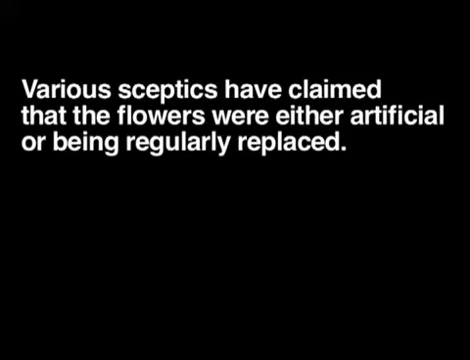 Various sceptics have claimed
that the flowers were either artificial
or being regularly replaced.